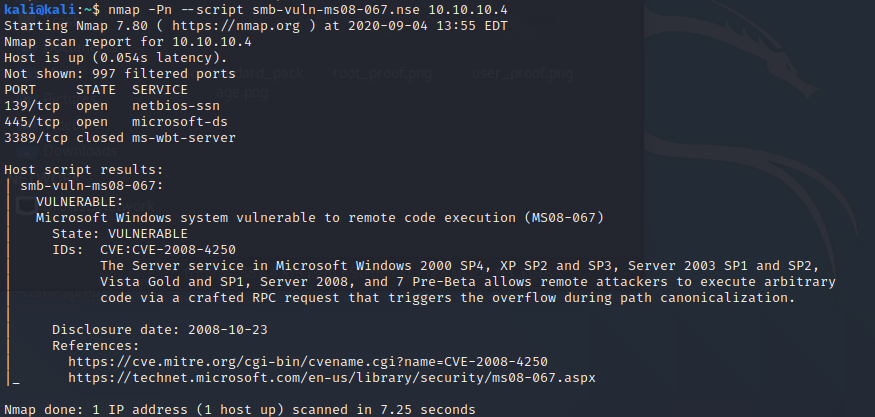 kali@kali:~$ nmap -Pn --script smb-vuln-ms08-067.nse 10.10.10.4
Starting Nmap 7.80 ( https://nmap.org ) at 2020-09-04 13:55 EDT
Nmap scan report for 10.10.10.4
Host is up (0.054s latency).
Not shown: 997 filtered ports
root_proof.png
user_proof.png
PORT     STATE  SERVICE
139/tcp  open   netbios-ssn
445/tcp  open   microsoft-ds
3389/tcp closed ms-wbt-server

Host script results:
| smb-vuln-ms08-067:
|   VULNERABLE:
|   Microsoft Windows system vulnerable to remote code execution (MS08-067)
|     State: VULNERABLE
|     IDs:  CVE:CVE-2008-4250
|           The Server service in Microsoft Windows 2000 SP4, XP SP2 and SP3, Server 2003 SP1 and SP2,
|           Vista Gold and SP1, Server 2008, and 7 Pre-Beta allows remote attackers to execute arbitrary
|           code via a crafted RPC request that triggers the overflow during path canonicalization.
|
|     Disclosure date: 2008-10-23
|     References:
|       https://cve.mitre.org/cgi-bin/cvename.cgi?name=CVE-2008-4250
|_      https://technet.microsoft.com/en-us/library/security/ms08-067.aspx

Nmap done: 1 IP address (1 host up) scanned in 7.25 seconds